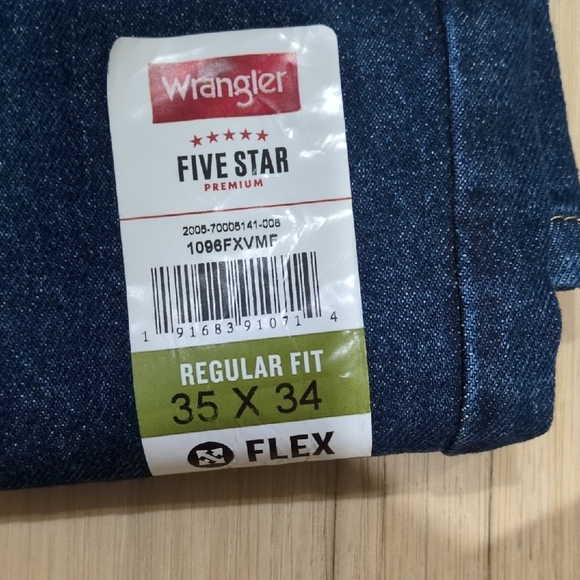 Wrangler
FIVE STAR
PREMIUM
2005-70005141-006
1096FXVMF
1 91683 91071 4
REGULAR FIT
35 X 34
FLEX